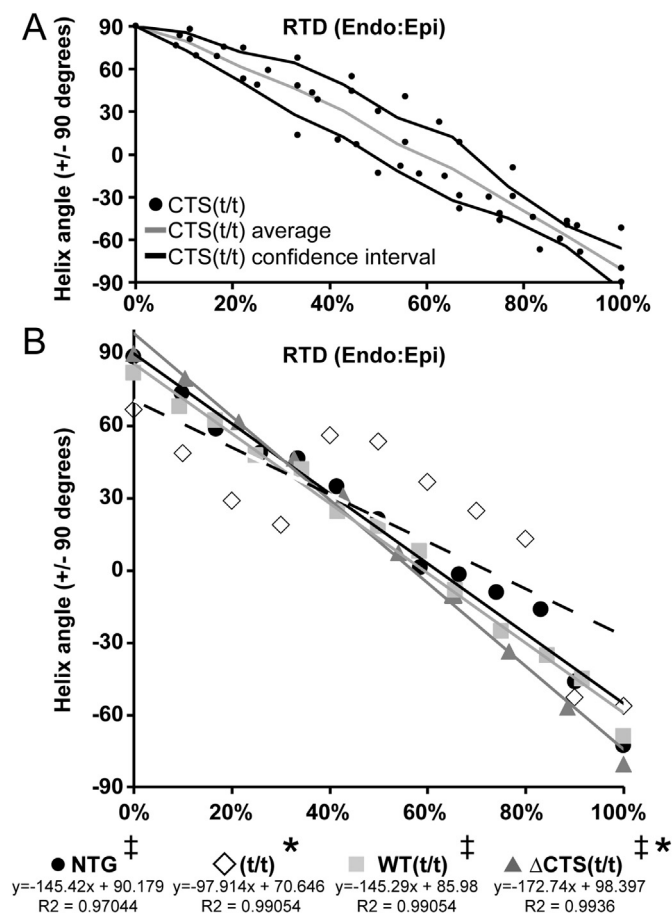 A
RTD (Endo:Epi)
Helix angle (+/- 90 degrees)
90
60
30
0
-30
-60
-90
CTS(t/t)
CTS(t/t) average
CTS(t/t) confidence interval
0% 20% 40% 60% 80% 100%
B
RTD (Endo:Epi)
Helix angle (+/- 90 degrees)
90
60
30
0
-30
-60
-90
0% 20% 40% 60% 80% 100%
NTG ‡ (t/t) * WT(t/t) ‡ ΔCTS(t/t) ‡ *
y=-145.42x + 90.179 y=-97.914x + 70.646 y=-145.29x + 85.98 y=-172.74x + 98.397
R2 = 0.97044 R2 = 0.99054 R2 = 0.99054 R2 = 0.9936